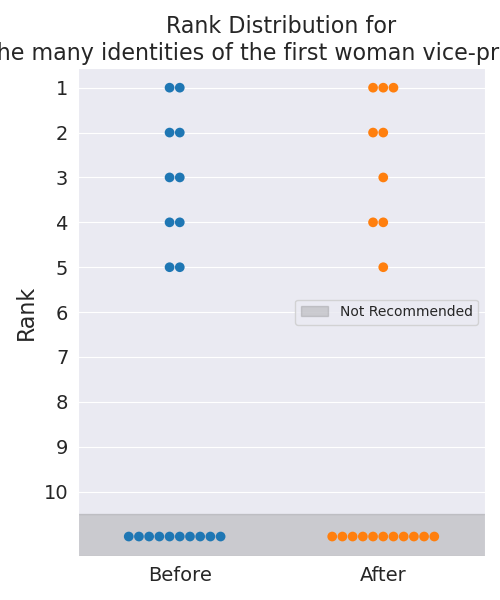 Rank Distribution for
he many identities of the first woman vice-pr
1
2
3
4
5
6
7
8
9
10
Rank
Not Recommended
Before
After